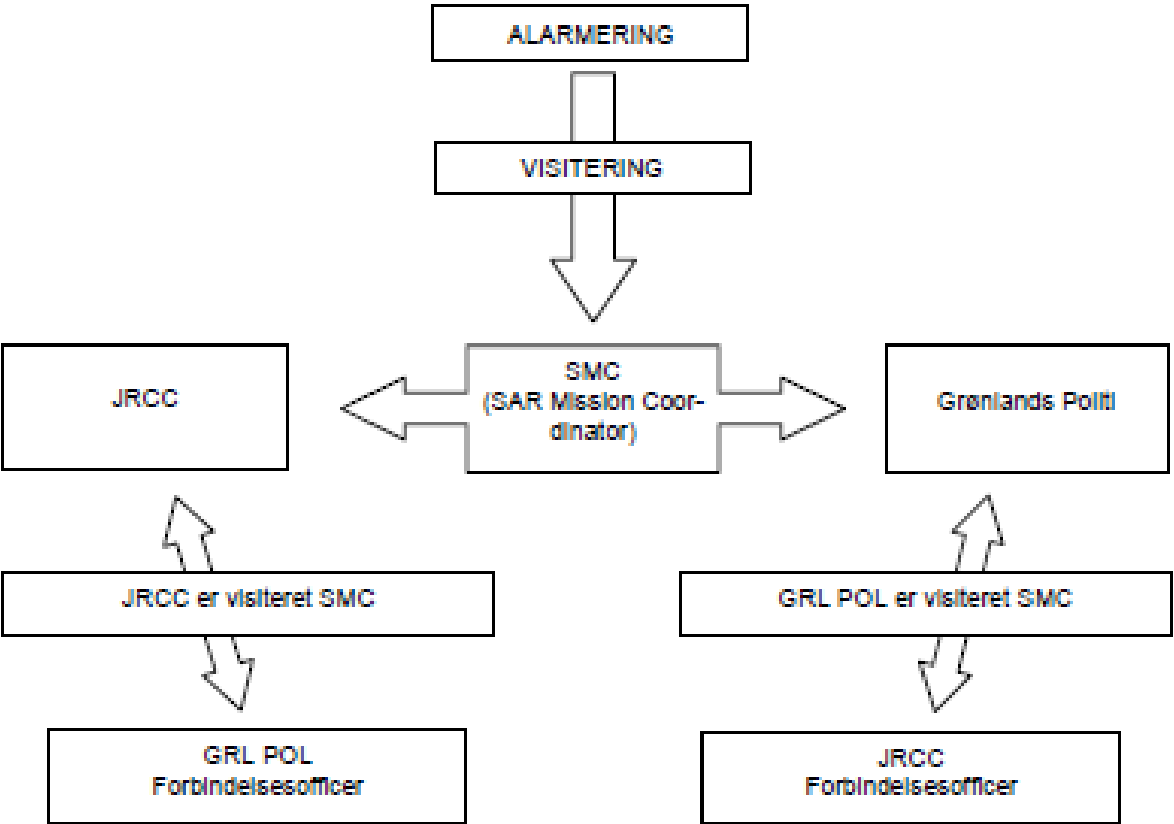 ALARMERING
VISITERING
JRCC
SMC
(SAR Mission Coor-
dinator)
Grønlands Politi
JRCC er visiteret SMC
GRL POL er visiteret SMC
GRL POL
Forbindelsesofficer
JRCC
Forbindelsesofficer